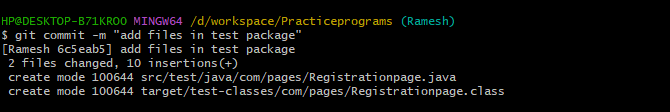 HP@DESKTOP-B71KROO MINGW64 /d/workspace/Practiceprograms (Ramesh)
$ git commit -m "add files in test package"
[Ramesh 6c5eab5] add files in test package
 2 files changed, 10 insertions(+)
 create mode 100644 src/test/java/com/pages/Registrationpage.java
 create mode 100644 target/test-classes/com/pages/Registrationpage.class